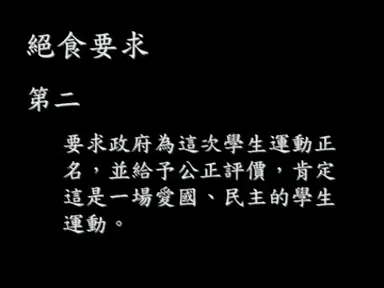 絕食要求
第二
要求政府為這次學生運動正
名，並給予公正評價，肯定
這是一場愛國、民主的學生
運動。